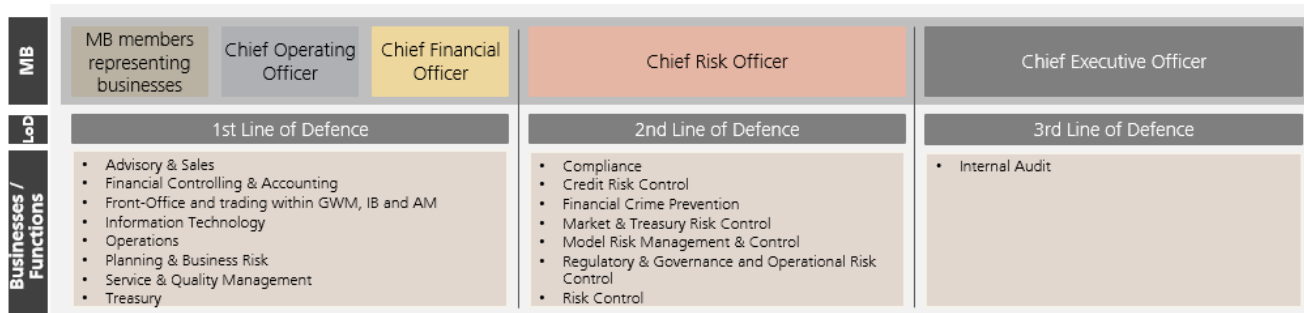 MB
MB members
representing
businesses
Chief Operating
Officer
Chief Financial
Officer
Chief Risk Officer
Chief Executive Officer
LoD
1st Line of Defence
2nd Line of Defence
3rd Line of Defence
Businesses /
Functions
• Advisory & Sales
• Financial Controlling & Accounting
• Front-Office and trading within GWM, IB and AM
• Information Technology
• Operations
• Planning & Business Risk
• Service & Quality Management
• Treasury
• Compliance
• Credit Risk Control
• Financial Crime Prevention
• Market & Treasury Risk Control
• Model Risk Management & Control
• Regulatory & Governance and Operational Risk
Control
• Risk Control
• Internal Audit